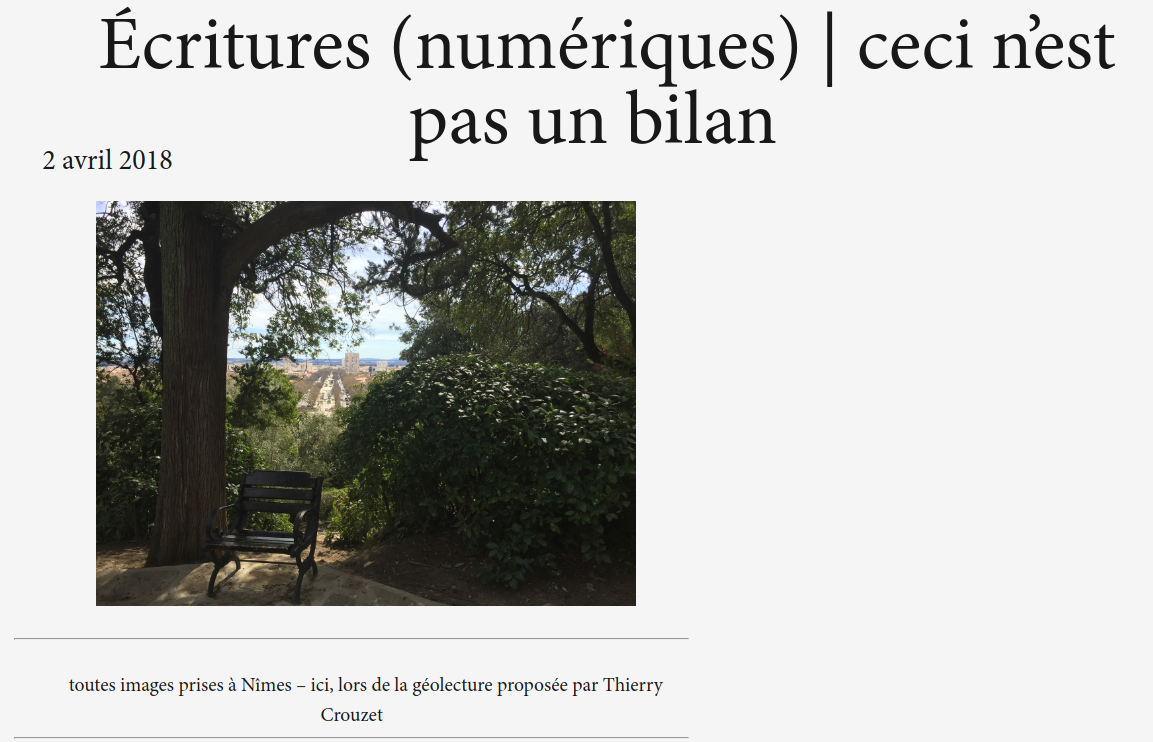 Écritures (numériques) | ceci n’est
pas un bilan
2 avril 2018
toutes images prises à Nîmes – ici, lors de la géolecture proposée par Thierry
Crouzet